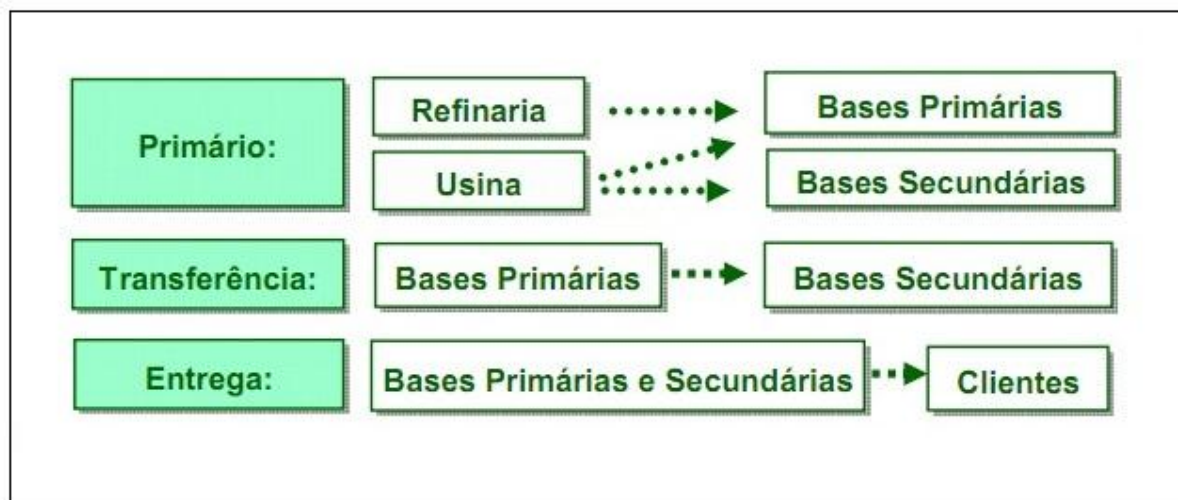 Primário:
Refinaria
Bases Primárias
Usina
Bases Secundárias
Transferência:
Bases Primárias
Bases Secundárias
Entrega:
Bases Primárias e Secundárias
Clientes